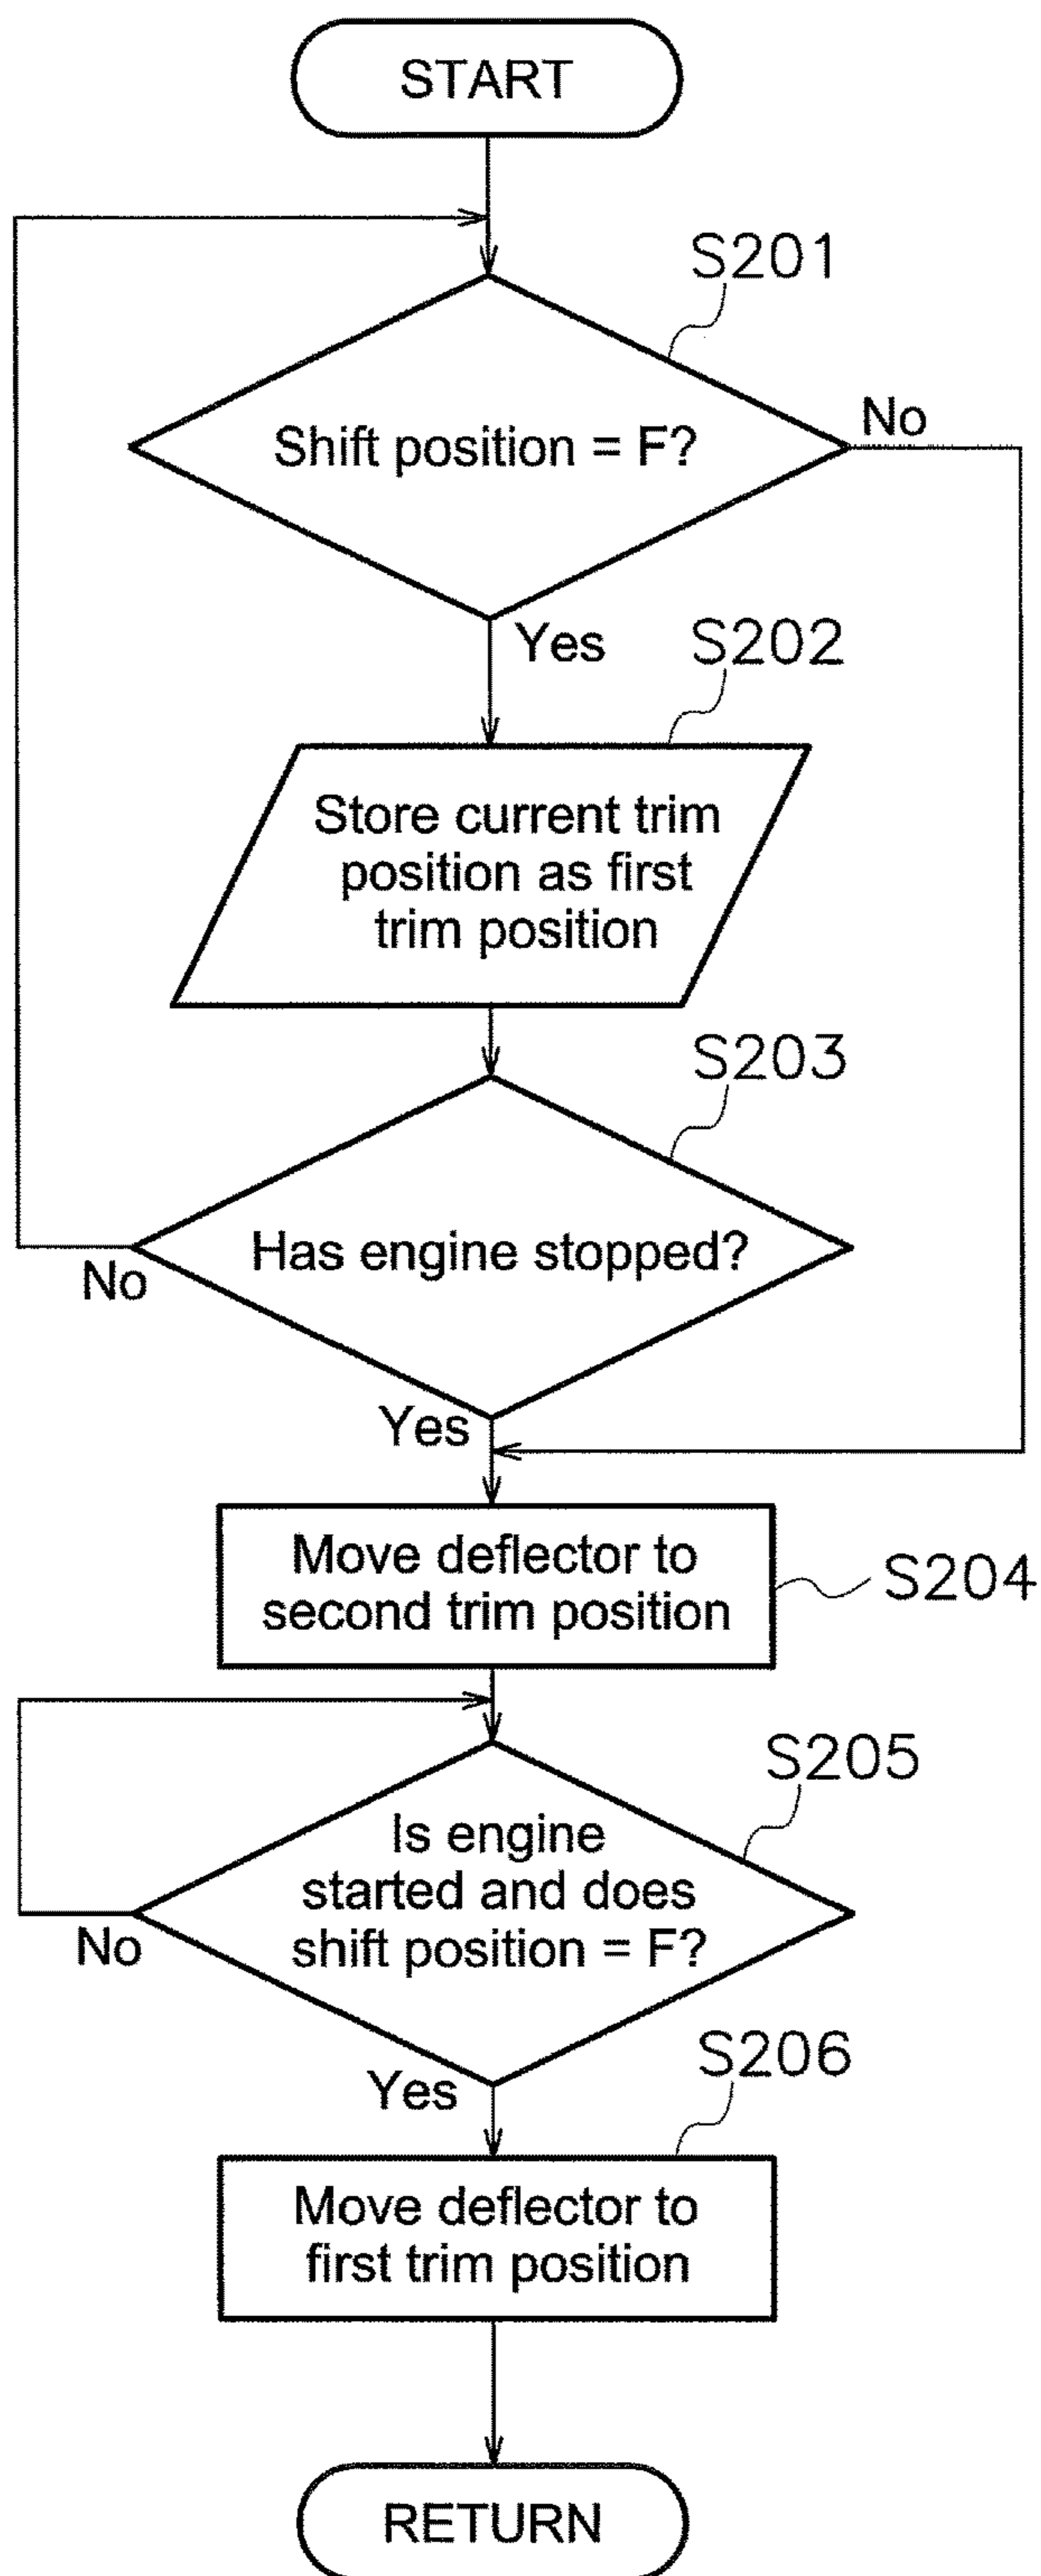 START
S201
Shift position = F?
No
Yes
S202
Store current trim
position as first
trim position
S203
Has engine stopped?
No
Yes
Move deflector to
second trim position
S204
S205
Is engine
started and does
shift position = F?
No
Yes
S206
Move deflector to
first trim position
RETURN